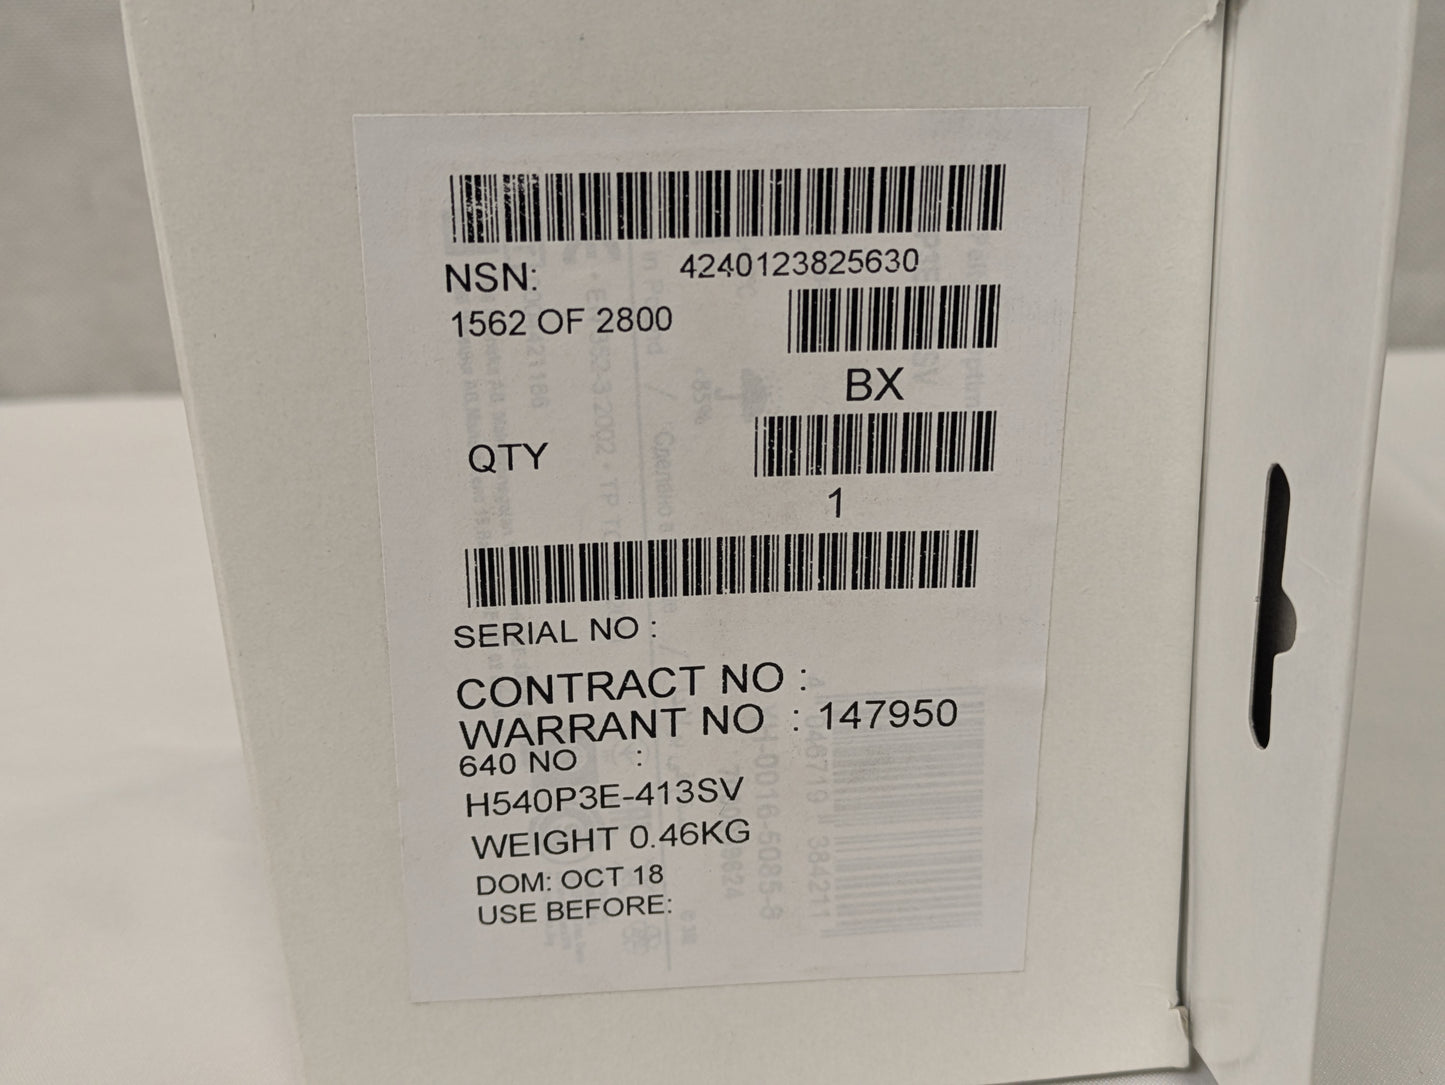 NSN: 4240123825630
1562 OF 2800
BX
QTY
1
SERIAL NO :
CONTRACT NO :
WARRANT NO : 147950
640 NO :
H540P3E-413SV
WEIGHT 0.46KG
DOM: OCT 18
USE BEFORE: